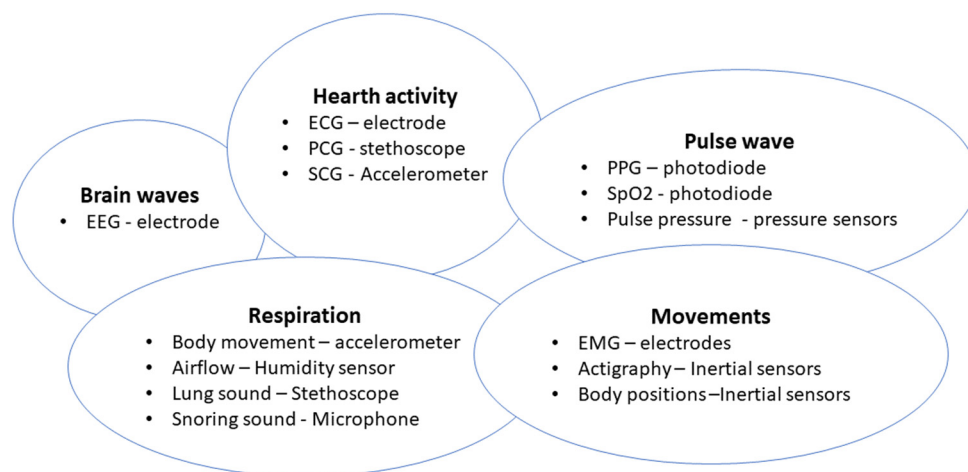 Hearth activity
• ECG – electrode
• PCG - stethoscope
• SCG - Accelerometer
Pulse wave
• PPG – photodiode
• SpO2 - photodiode
• Pulse pressure - pressure sensors
Brain waves
• EEG - electrode
Respiration
• Body movement – accelerometer
• Airflow – Humidity sensor
• Lung sound – Stethoscope
• Snoring sound - Microphone
Movements
• EMG – electrodes
• Actigraphy – Inertial sensors
• Body positions –Inertial sensors